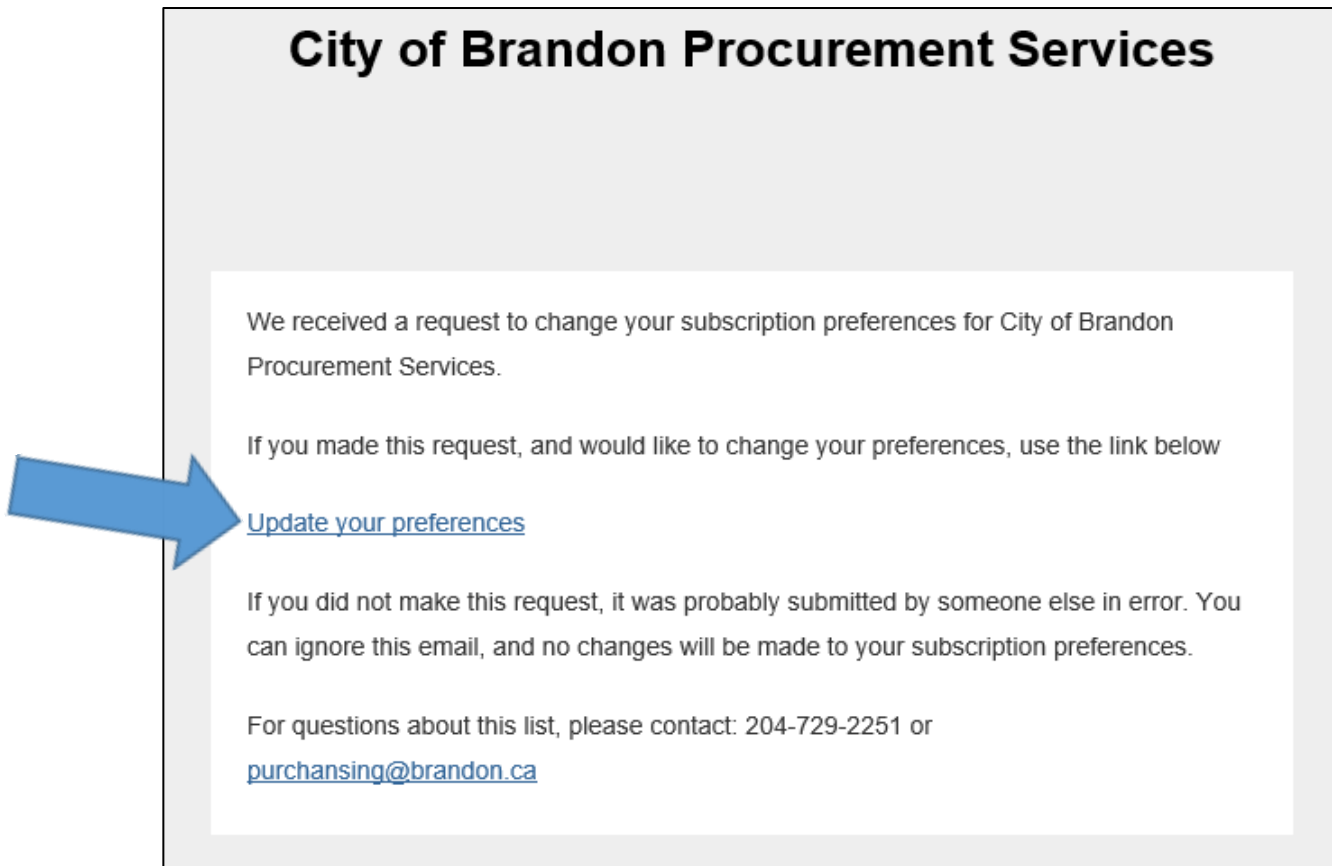 City of Brandon Procurement Services
We received a request to change your subscription preferences for City of Brandon
Procurement Services.
If you made this request, and would like to change your preferences, use the link below
Update your preferences
If you did not make this request, it was probably submitted by someone else in error. You
can ignore this email, and no changes will be made to your subscription preferences.
For questions about this list, please contact: 204-729-2251 or
purchansing@brandon.ca